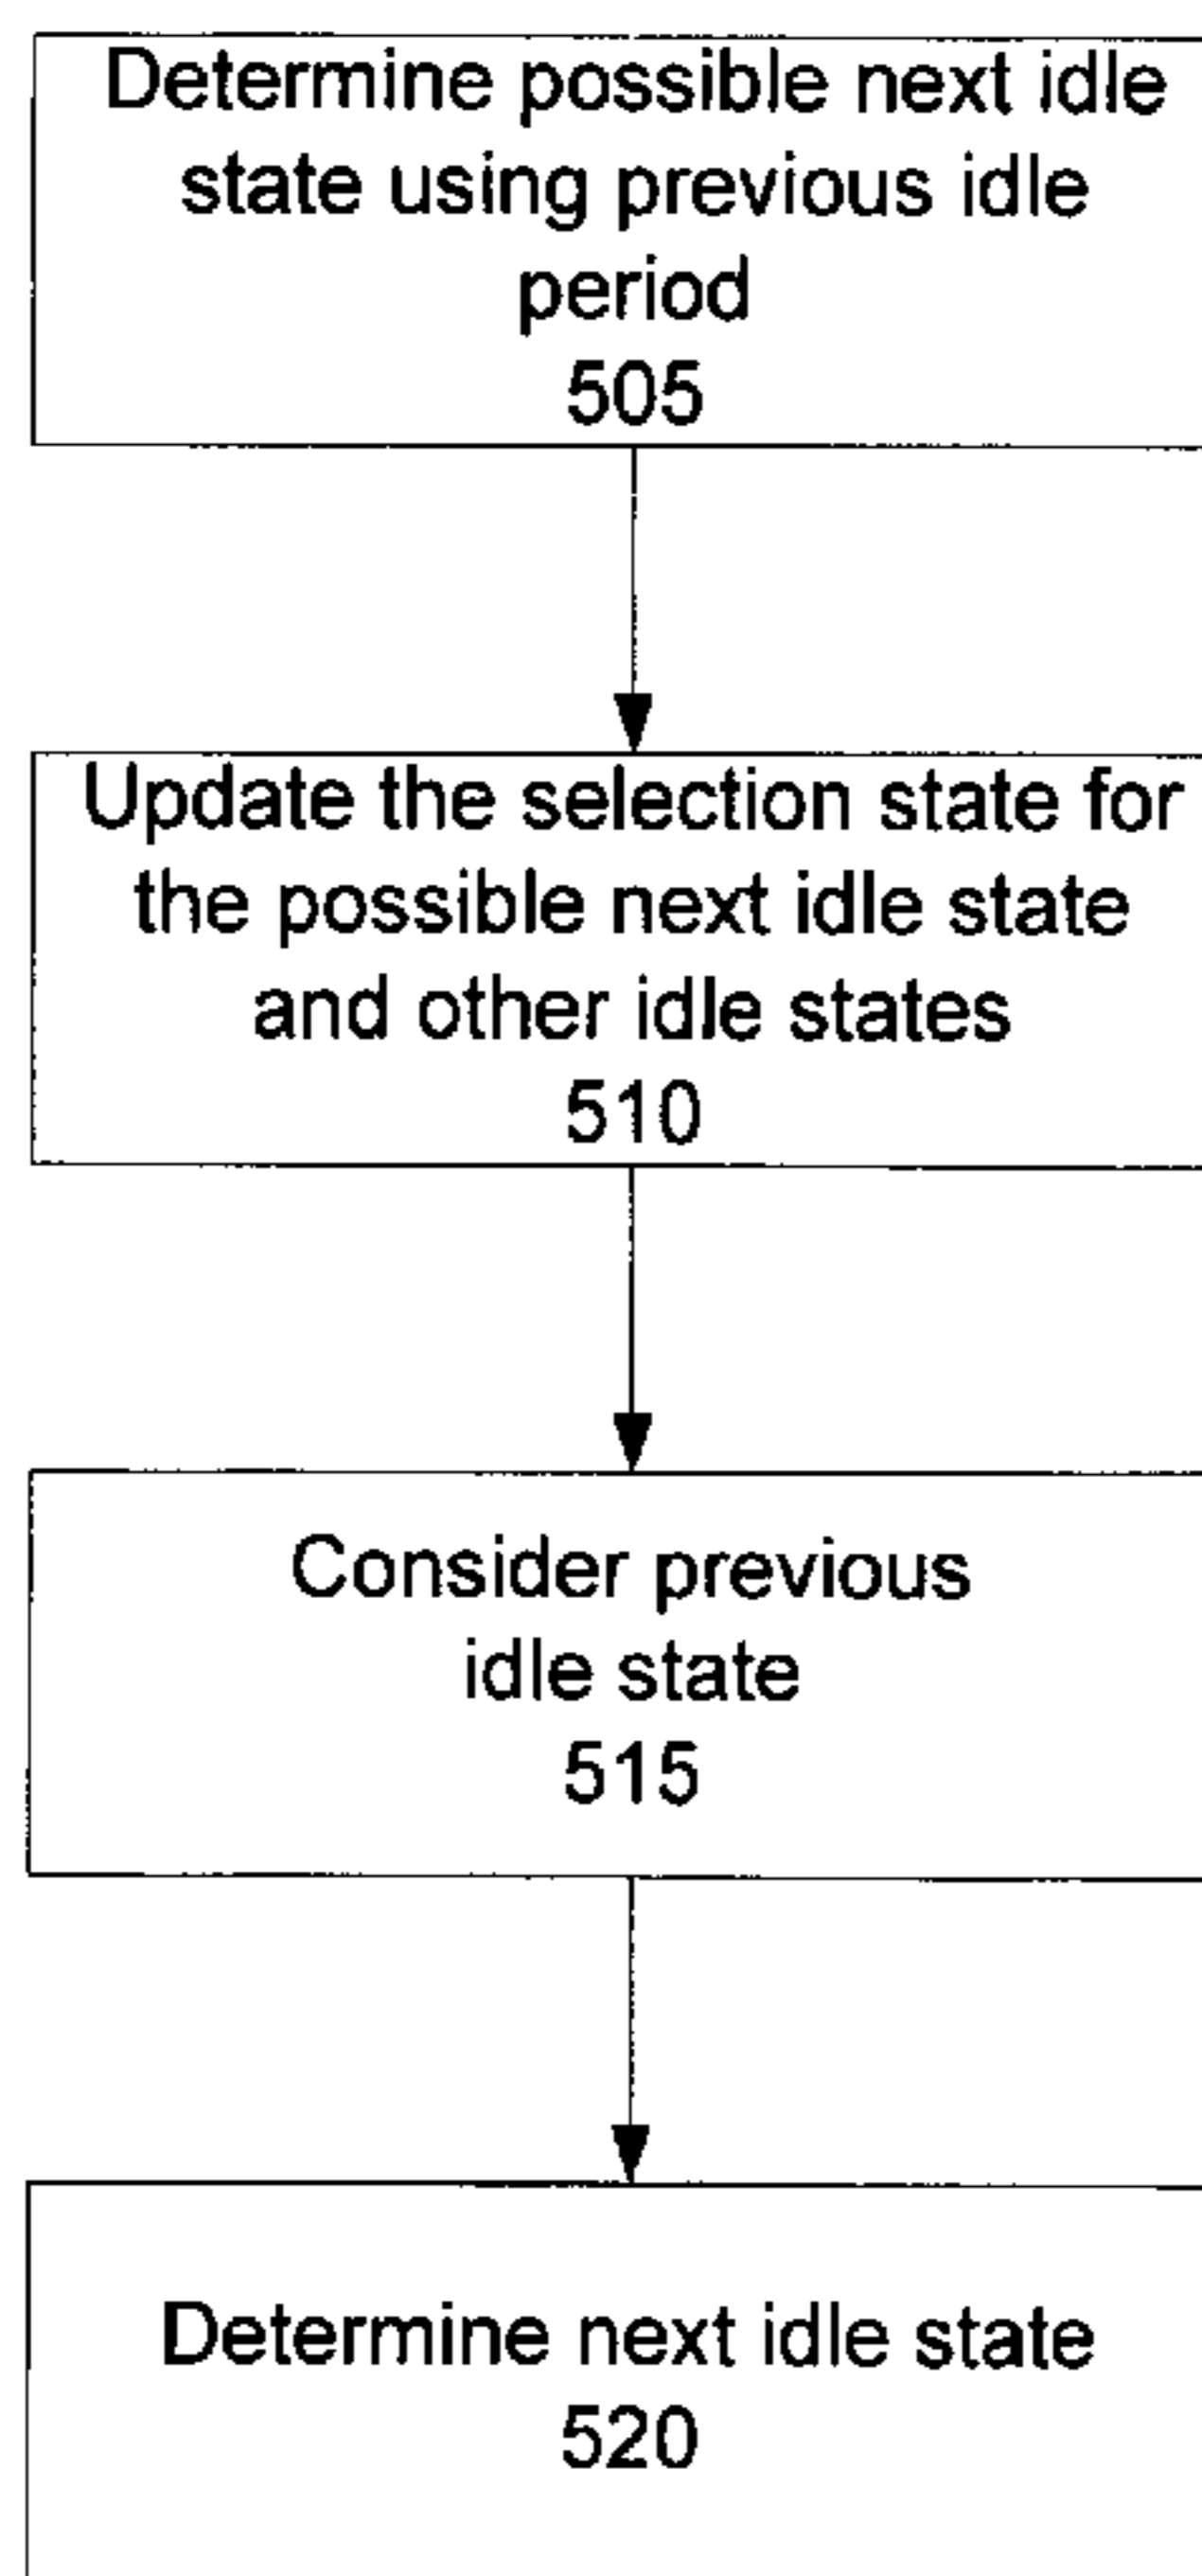 Determine possible next idle
state using previous idle
period
505
Update the selection state for
the possible next idle state
and other idle states
510
Consider previous
idle state
515
Determine next idle state
520